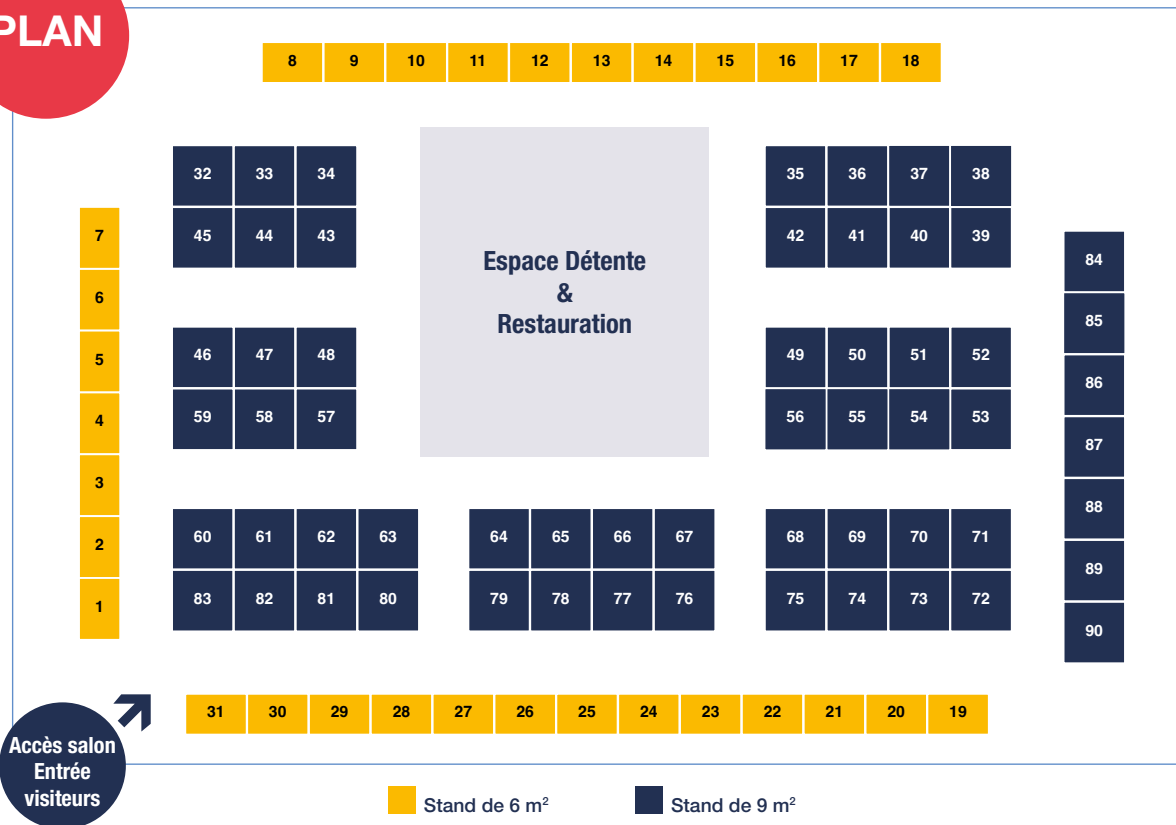 PLAN
8 9 10 11 12 13 14 15 16 17 18
32 33 34
45 44 43
35 36 37 38
42 41 40 39
7
6
5
4
3
2
1
Espace Détente
&
Restauration
84
85
86
87
88
89
90
46 47 48
59 58 57
49 50 51 52
56 55 54 53
60 61 62 63
83 82 81 80
64 65 66 67
79 78 77 76
68 69 70 71
75 74 73 72
31 30 29 28 27 26 25 24 23 22 21 20 19
Accès salon
Entrée
visiteurs
Stand de 6 m²
Stand de 9 m²